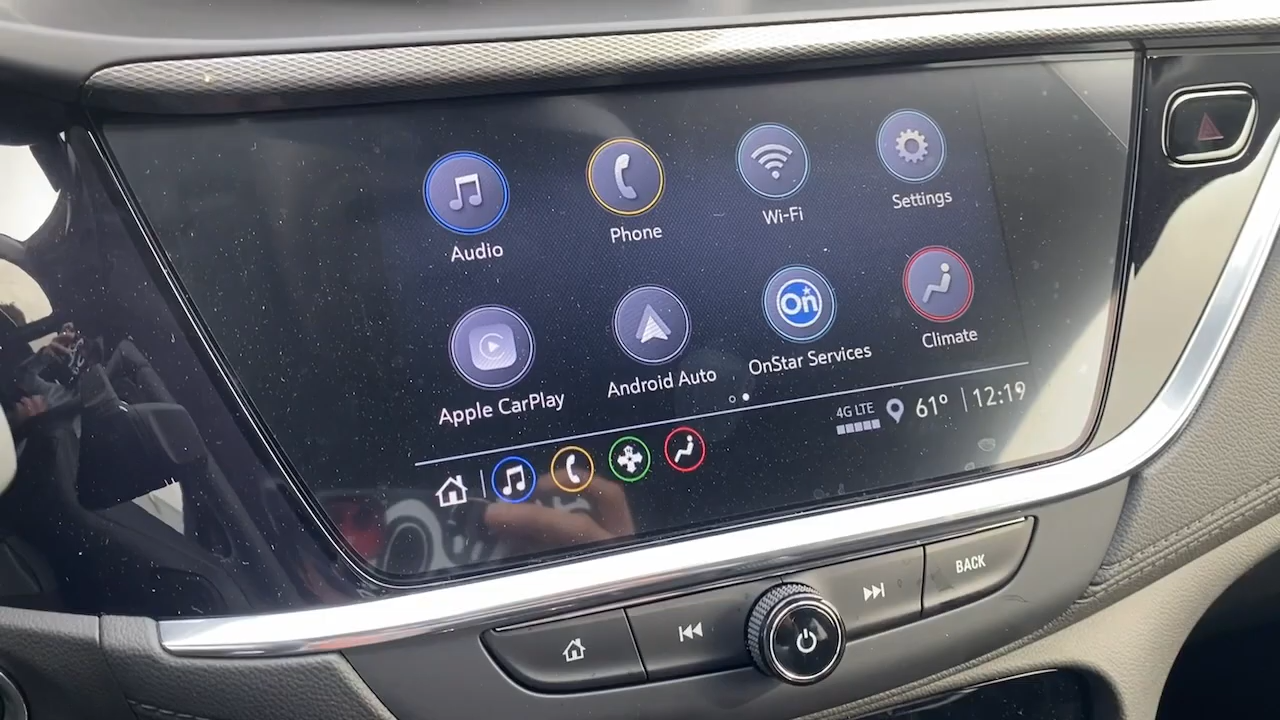 Audio
Phone
Wi-Fi
Settings
Apple CarPlay
Android Auto
On
OnStar Services
Climate
4G LTE
61°
12:19
BACK